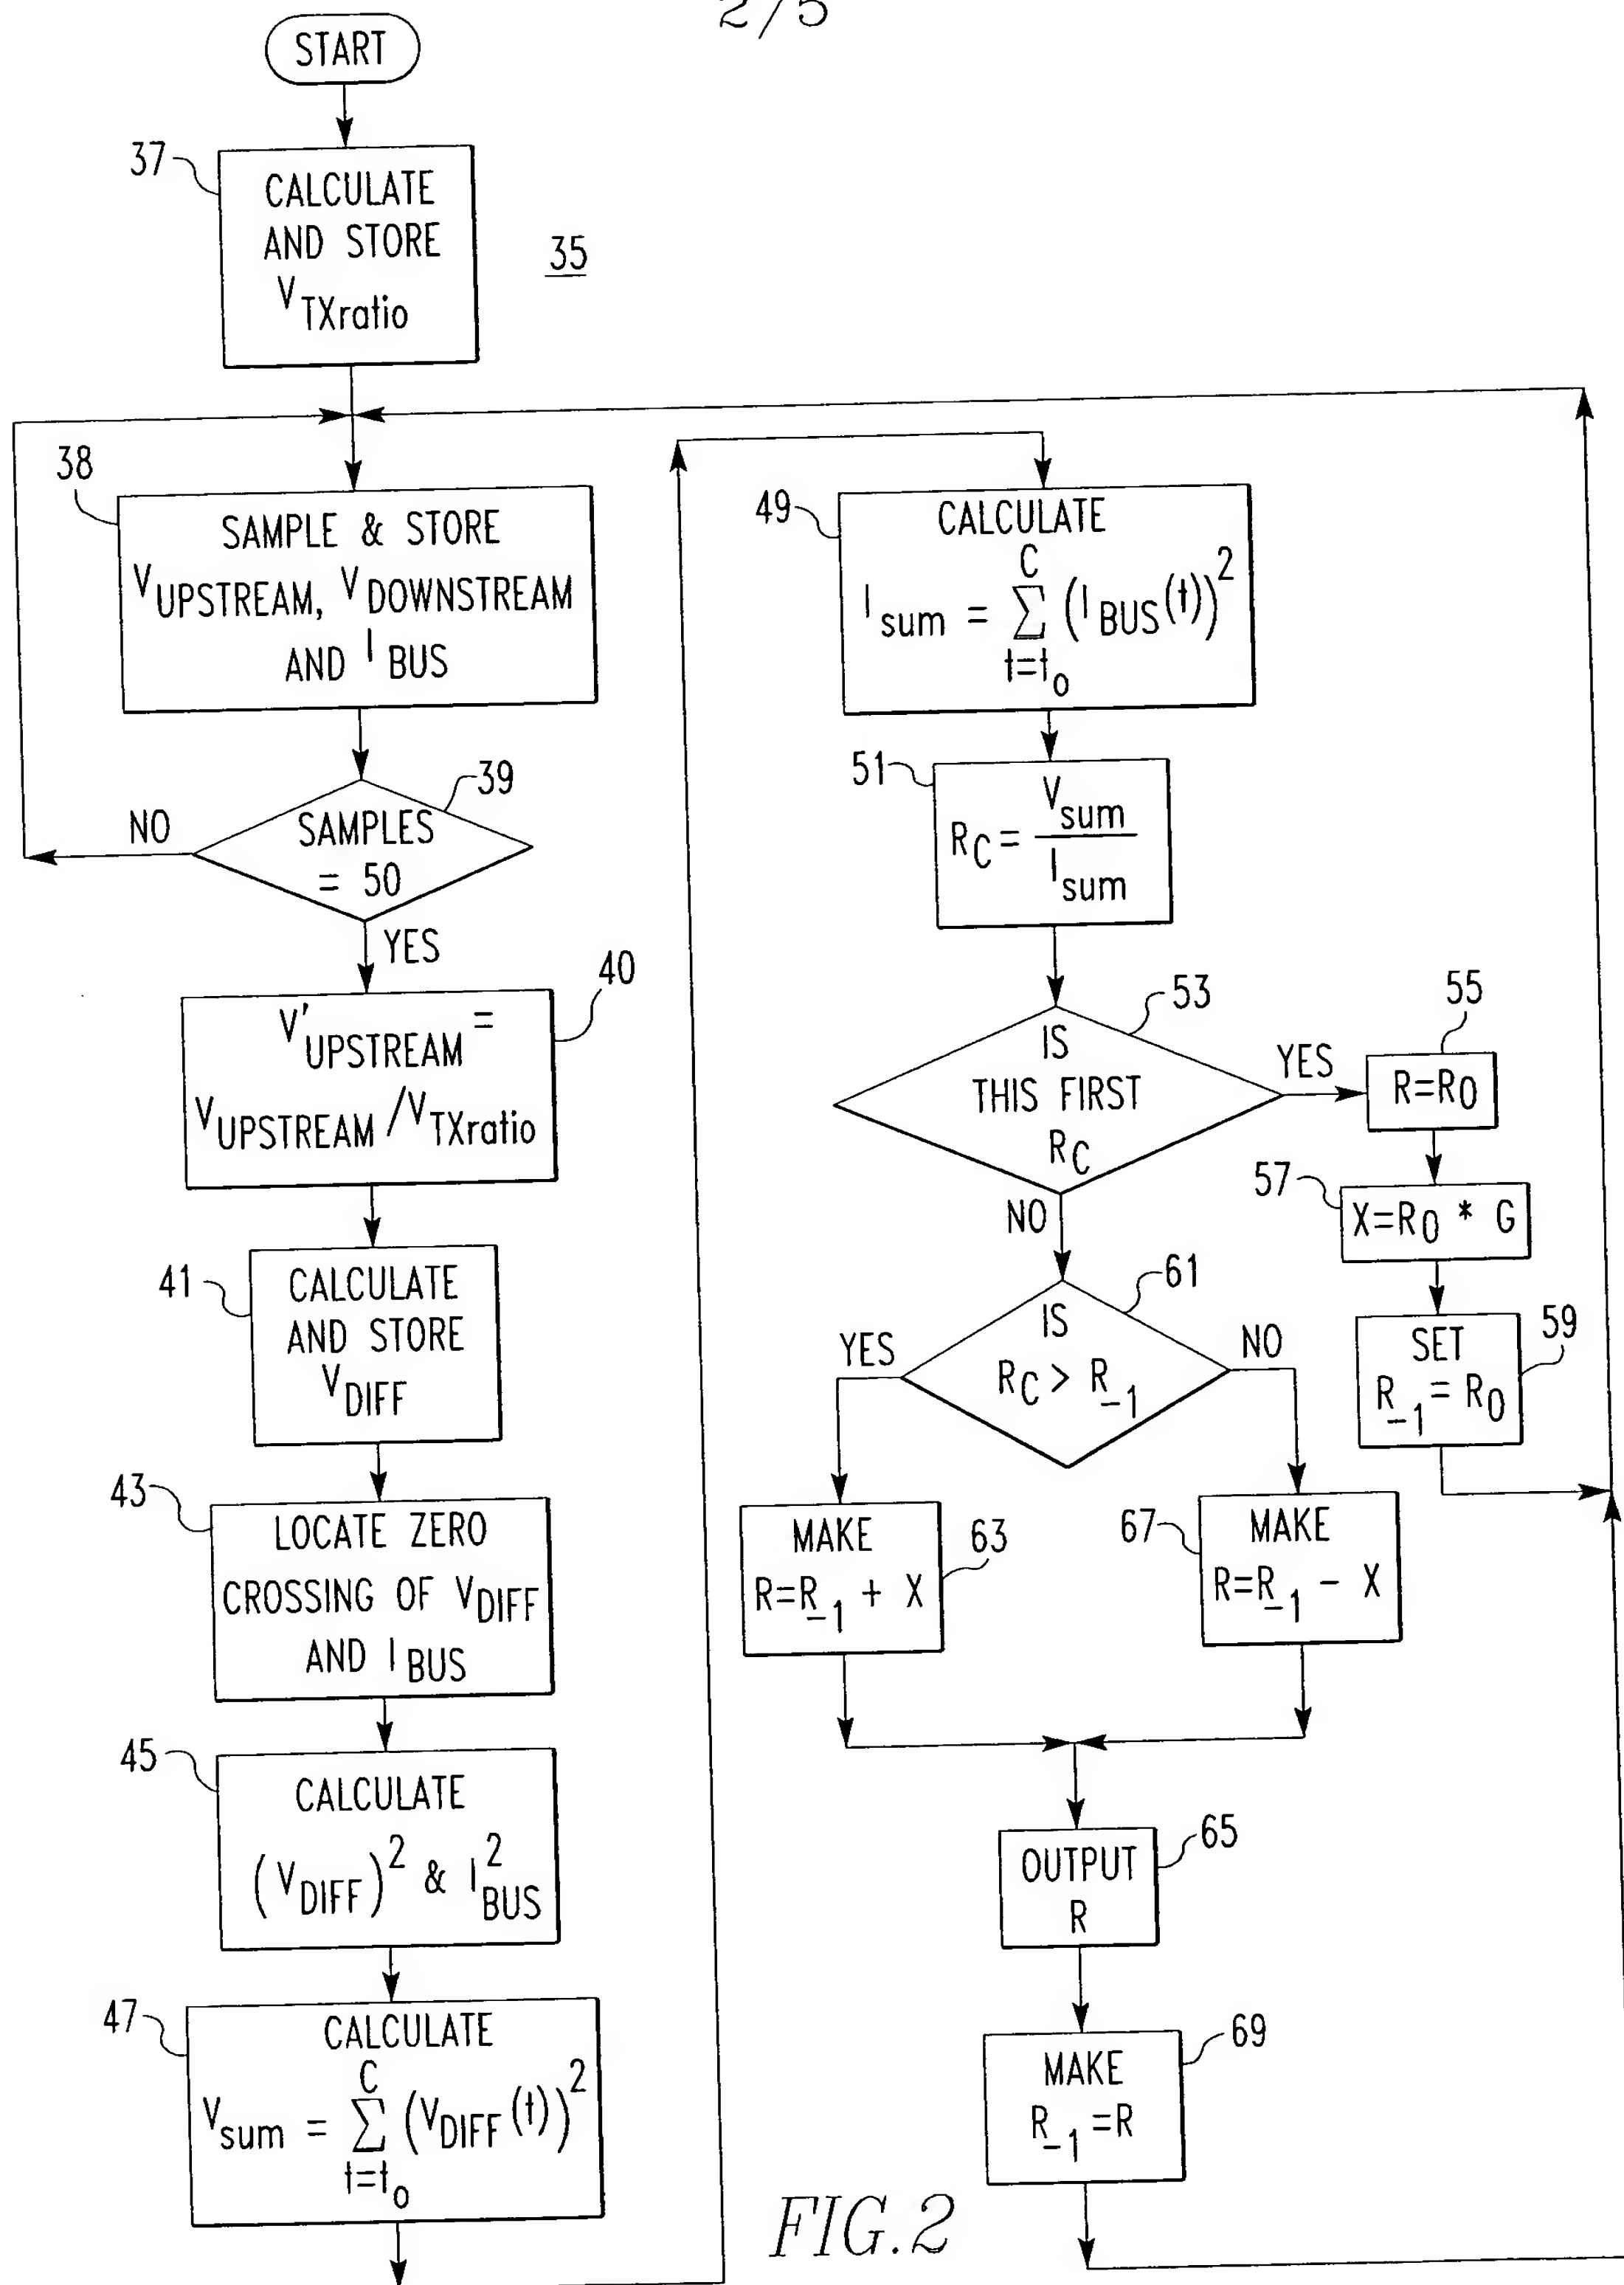 2/5
START
37
CALCULATE
AND STORE
V TXratio
35
38
SAMPLE & STORE
V UPSTREAM, V DOWNSTREAM
AND I BUS
39
SAMPLES
= 50
NO
YES
40
V' UPSTREAM =
V UPSTREAM / V TXratio
41
CALCULATE
AND STORE
V DIFF
43
LOCATE ZERO
CROSSING OF V DIFF
AND I BUS
45
CALCULATE
(V DIFF)² & I² BUS
47
CALCULATE
C
V sum = Σ (V DIFF (t))²
t=t₀
49
CALCULATE
C
I sum = Σ (I BUS (t))²
t=t₀
51
V sum
R C = ―
I sum
53
IS
THIS FIRST
R C
YES
NO
55
R=R₀
57
X=R₀ * G
59
SET
R₋₁ = R₀
61
IS
R C > R₋₁
YES
NO
63
MAKE
R=R₋₁ + X
67
MAKE
R=R₋₁ − X
65
OUTPUT
R
69
MAKE
R₋₁ =R
FIG.2